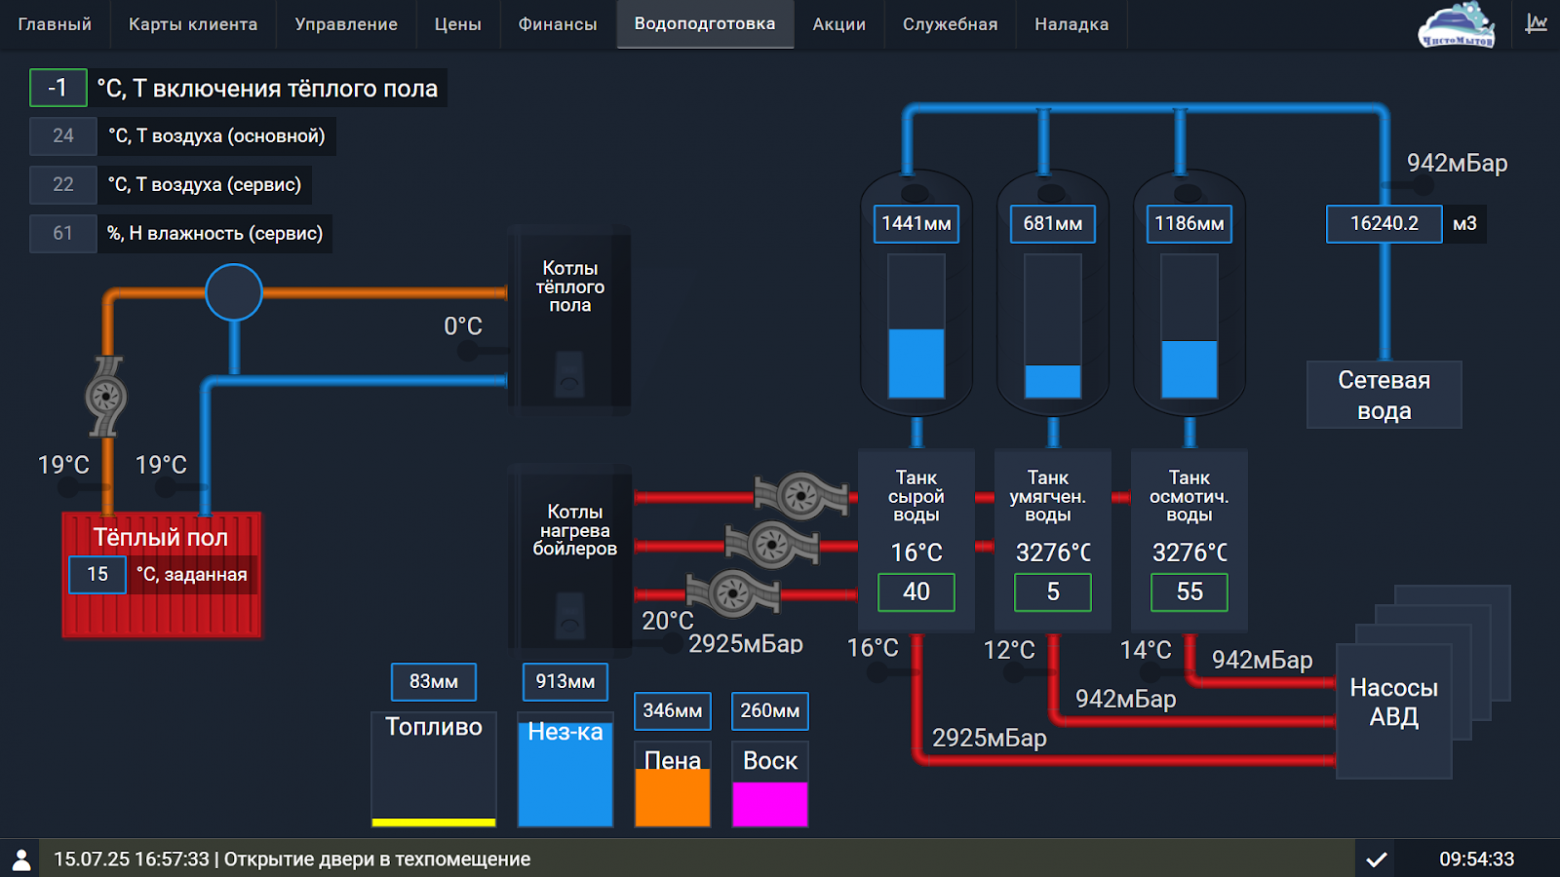 Главный Карты клиента Управление Цены Финансы Водоподготовка Акции Служебная Наладка
ЧистоМытов
-1 °C, Т включения тёплого пола
24 °C, Т воздуха (основной)
22 °C, Т воздуха (сервис)
61 %, Н влажность (сервис)
942мБар
1441мм 681мм 1186мм 16240.2 м3
Котлы
тёплого
пола
0°C
Сетевая
вода
19°C 19°C
Тёплый пол
15 °C, заданная
Котлы
нагрева
бойлеров
20°C
2925мБар
Танк
сырой
воды
16°C
40
Танк
умягчен.
воды
3276°C
5
Танк
осмотич.
воды
3276°C
55
16°C 12°C 14°C
942мБар
942мБар
2925мБар
Насосы
АВД
83мм 913мм 346мм 260мм
Топливо Нез-ка Пена Воск
15.07.25 16:57:33 | Открытие двери в техпомещение
09:54:33